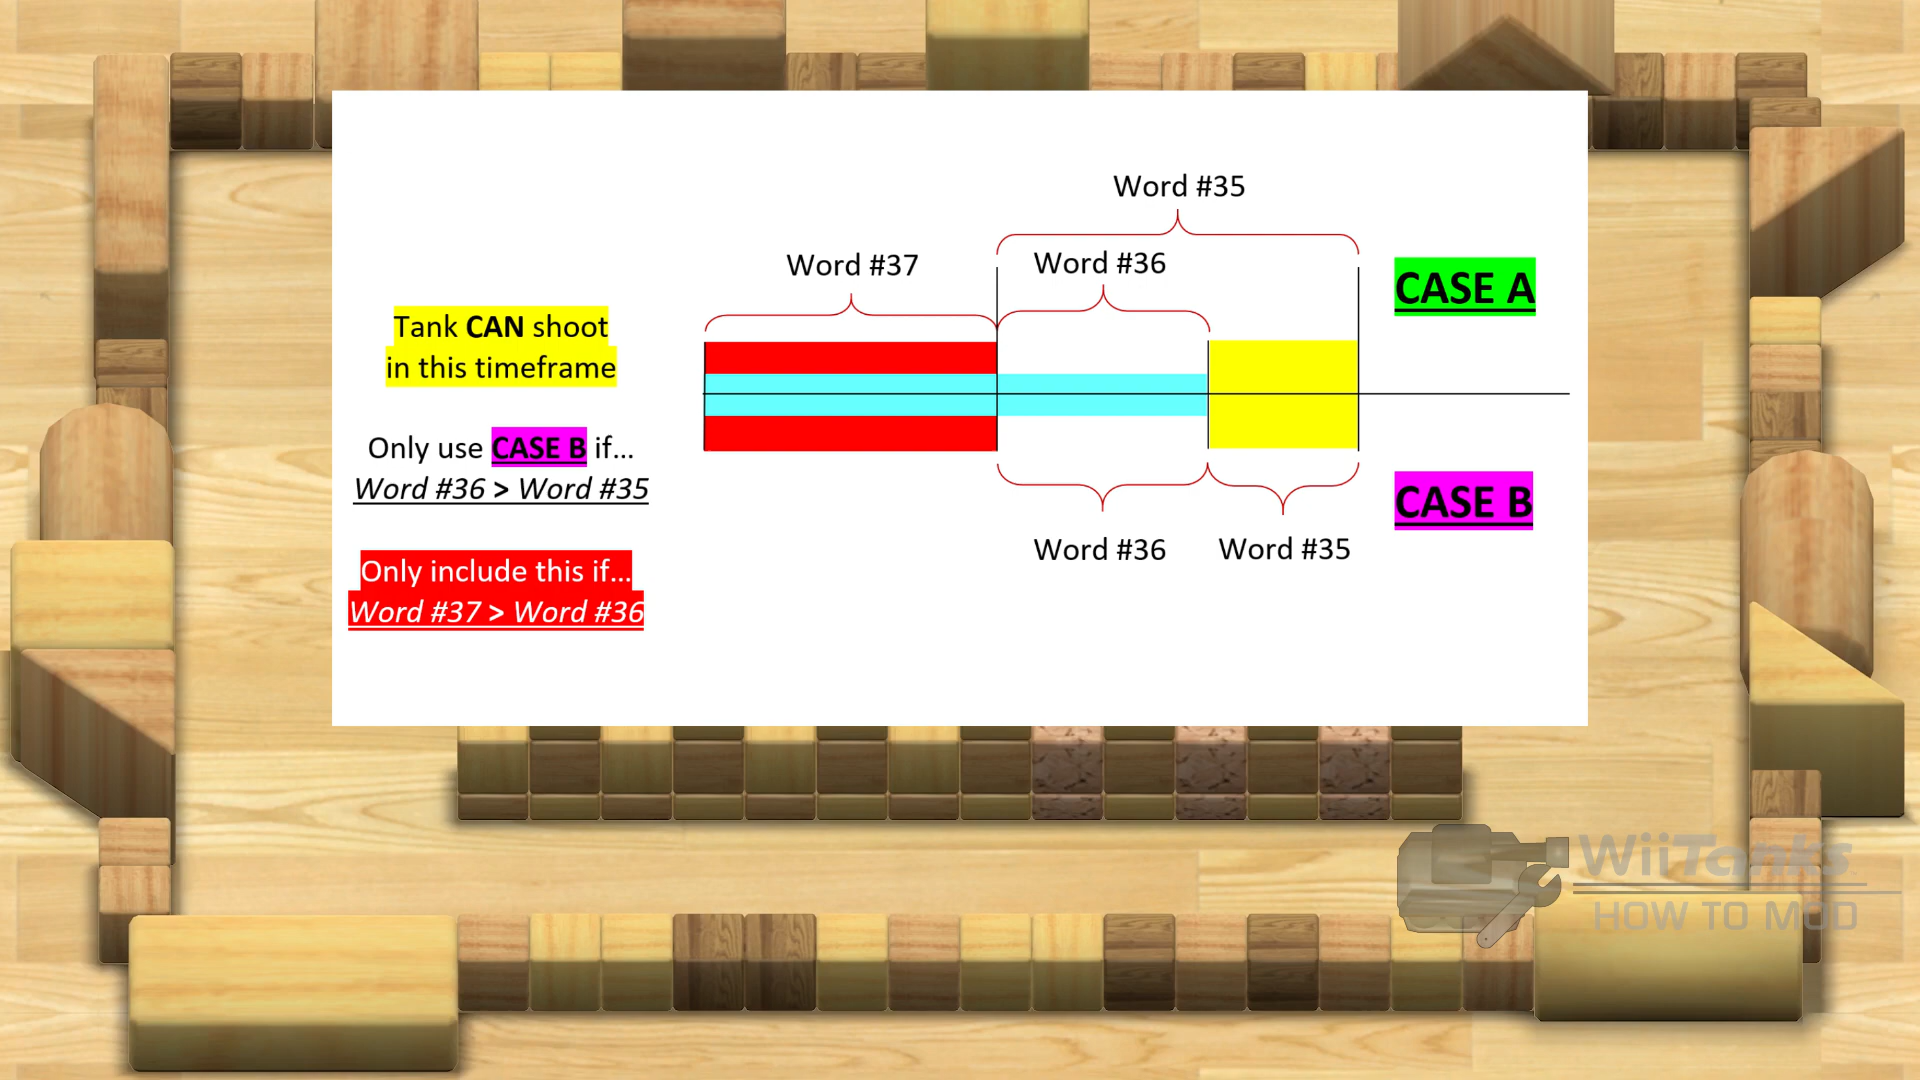 Word #35
Word #37
Word #36
CASE A
Tank CAN shoot
in this timeframe
Only use CASE B if...
Word #36 > Word #35
CASE B
Word #36
Word #35
Only include this if...
Word #37 > Word #36
WiiTanks
HOW TO MOD